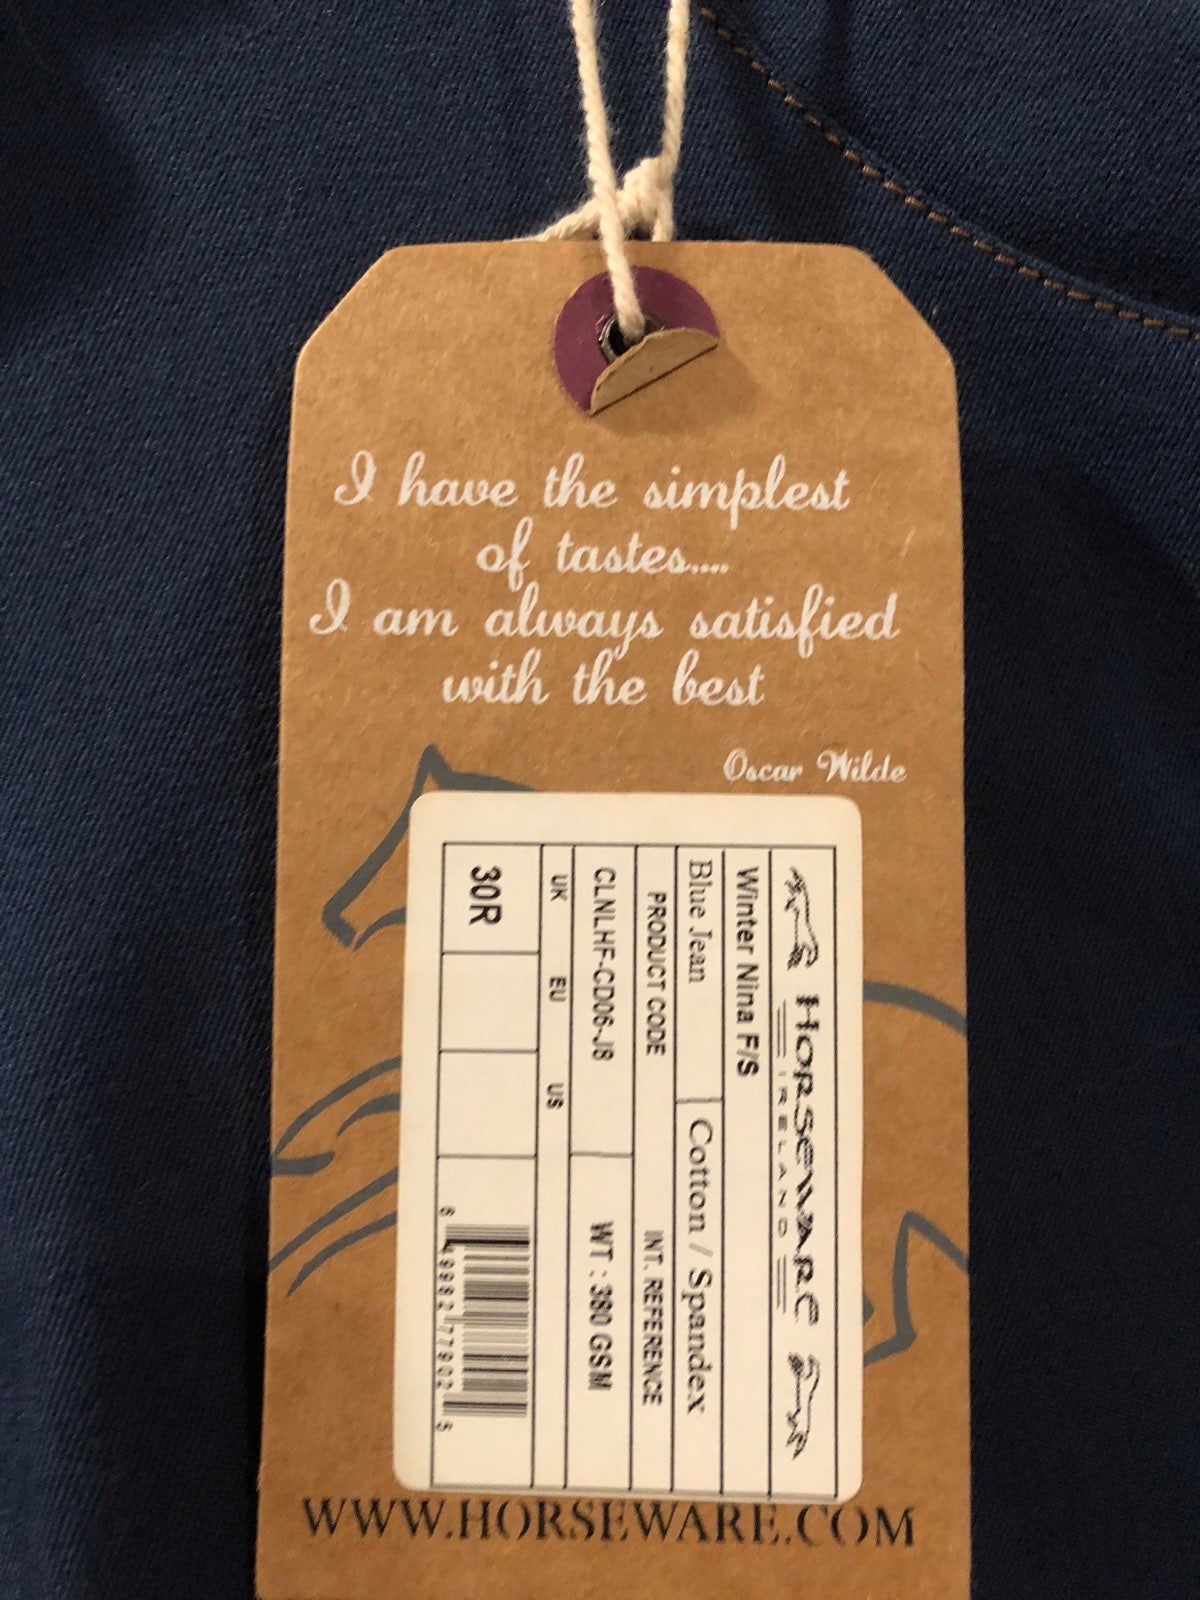 I have the simplest
of tastes....
I am always satisfied
with the best
Oscar Wilde
HORSEWARE
IRELAND
Winter Nina F/S
Blue Jean Cotton / Spandex
PRODUCT CODE INT. REFERENCE
CLNLHF-CD06-J8 WT : 380 GSM
UK EU US
30R
WWW.HORSEWARE.COM